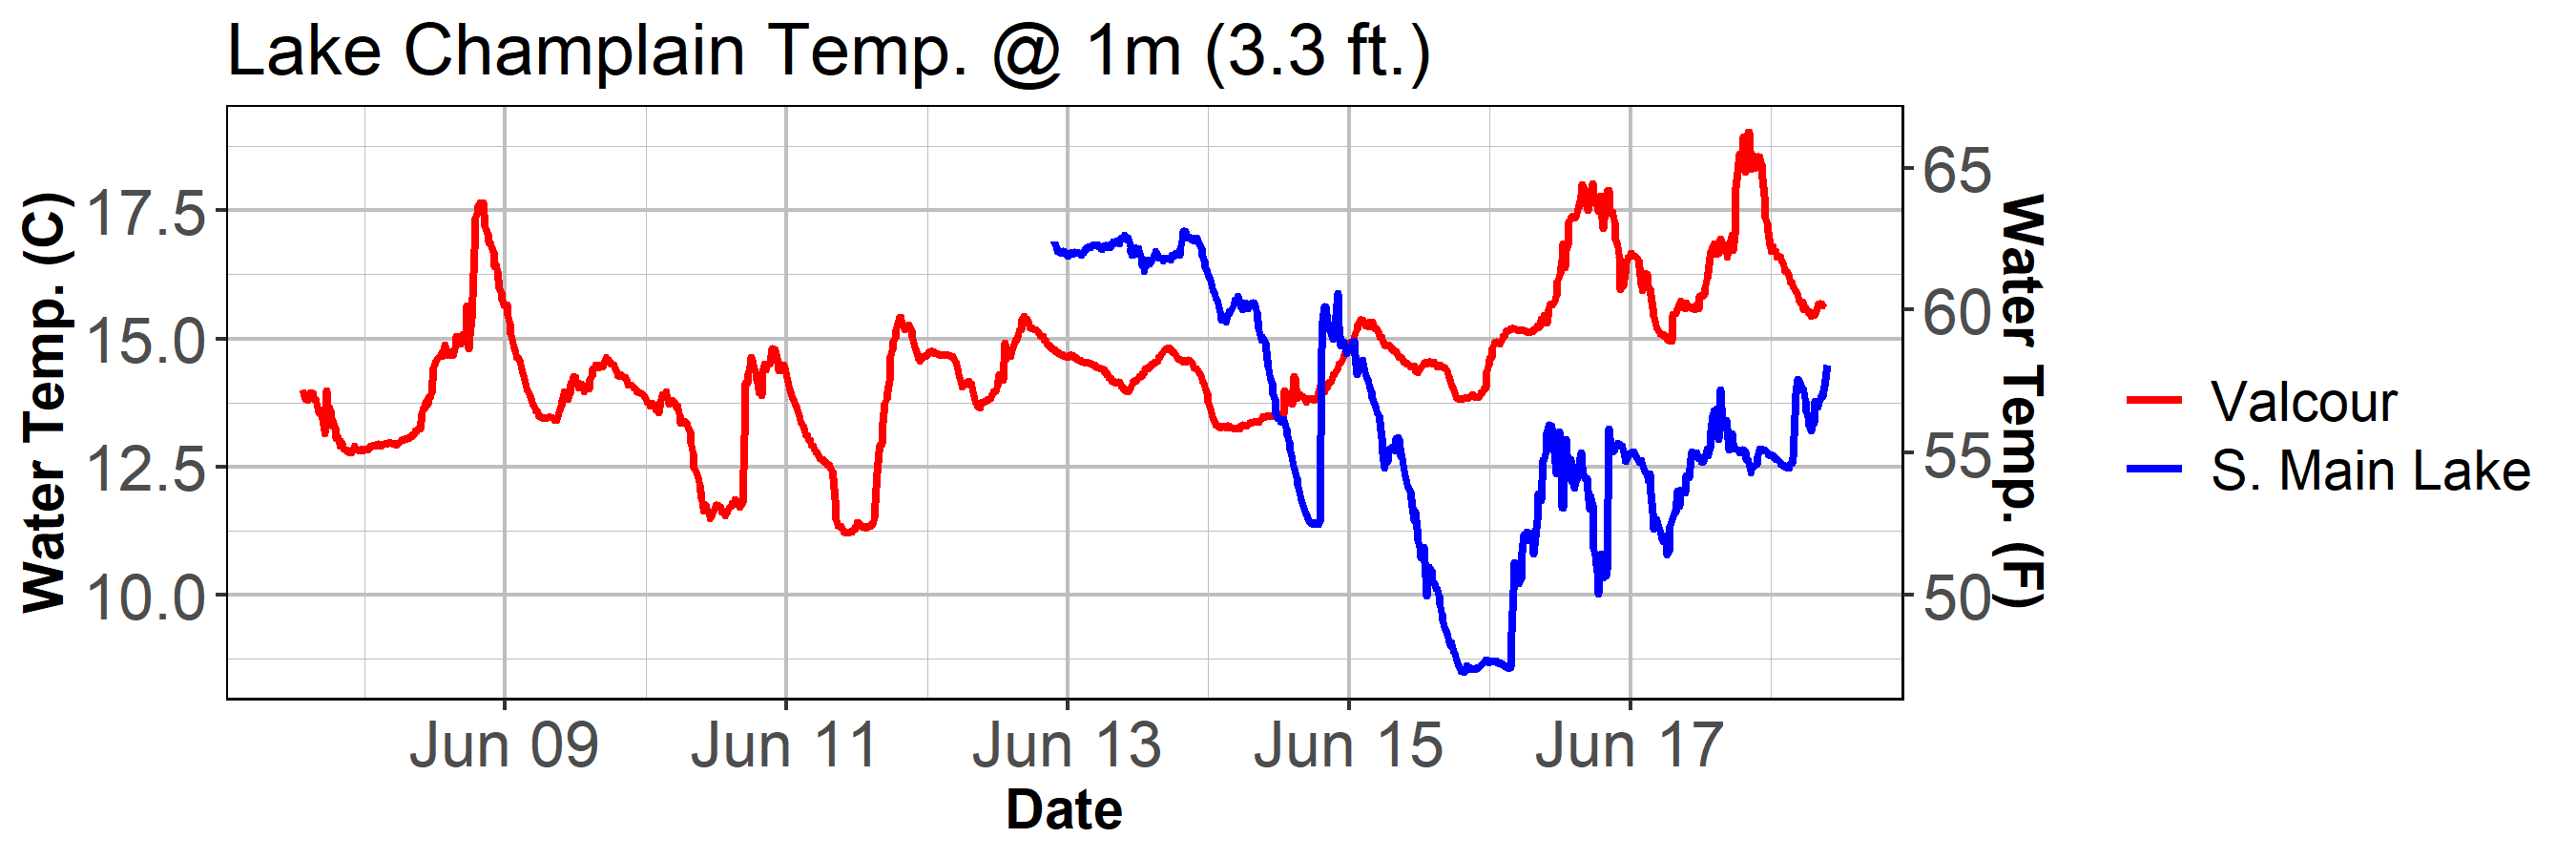 Lake Champlain Temp. @ 1m (3.3 ft.)
Water Temp. (C)
17.5
15.0
12.5
10.0
65
60
55
50
Water Temp. (F)
Jun 09
Jun 11
Jun 13
Jun 15
Jun 17
Date
Valcour
S. Main Lake